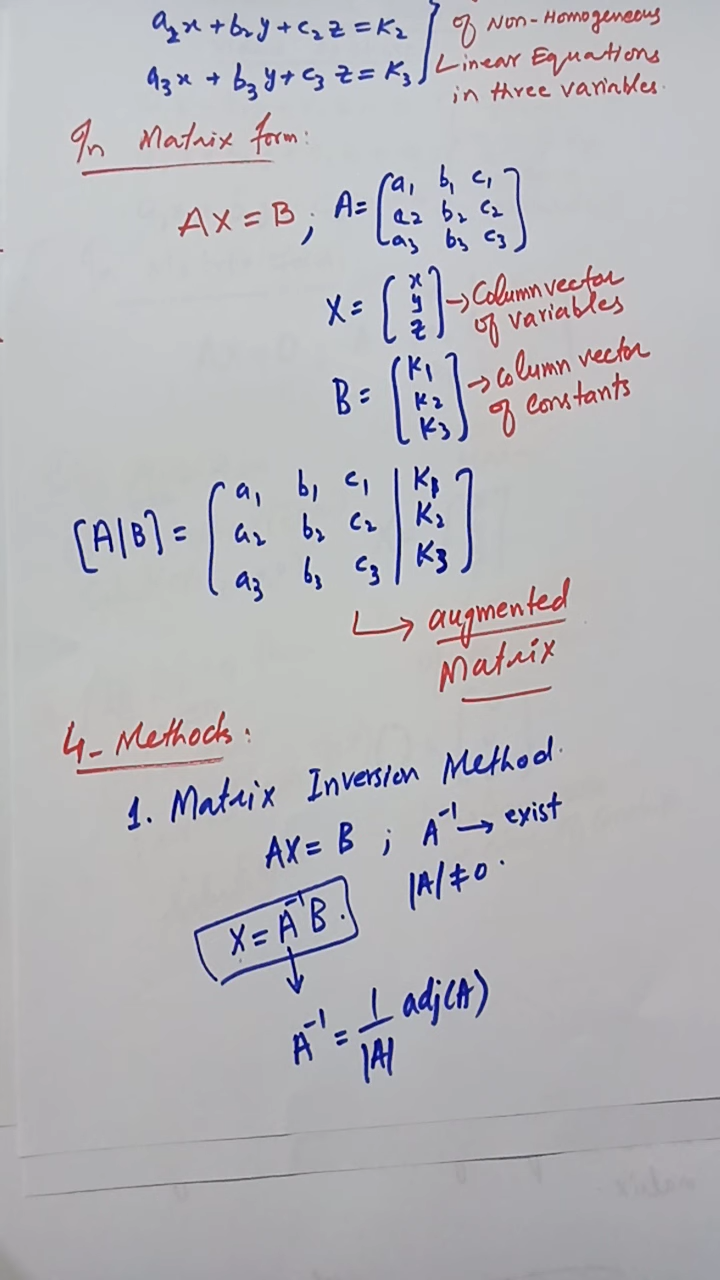 a₂x + b₂y + c₂z = K₂ } of Non-Homogeneous
a₃x + b₃y + c₃z = K₃ Linear Equations
in three variables.
In Matrix form:
AX = B ; A = [a₁ b₁ c₁
a₂ b₂ c₂
a₃ b₃ c₃]
X = [x
y
z] → Column vector
of variables
B = [K₁
K₂
K₃] → Column vector
of constants
[A|B] = [a₁ b₁ c₁ | K₁
a₂ b₂ c₂ | K₂
a₃ b₃ c₃ | K₃]
↳ augmented
Matrix
4- Methods:
1. Matrix Inversion Method.
AX = B ; A⁻¹ → exist
|A| ≠ 0.
X = A⁻¹B.
↓
A⁻¹ = 1/|A| adj(A)